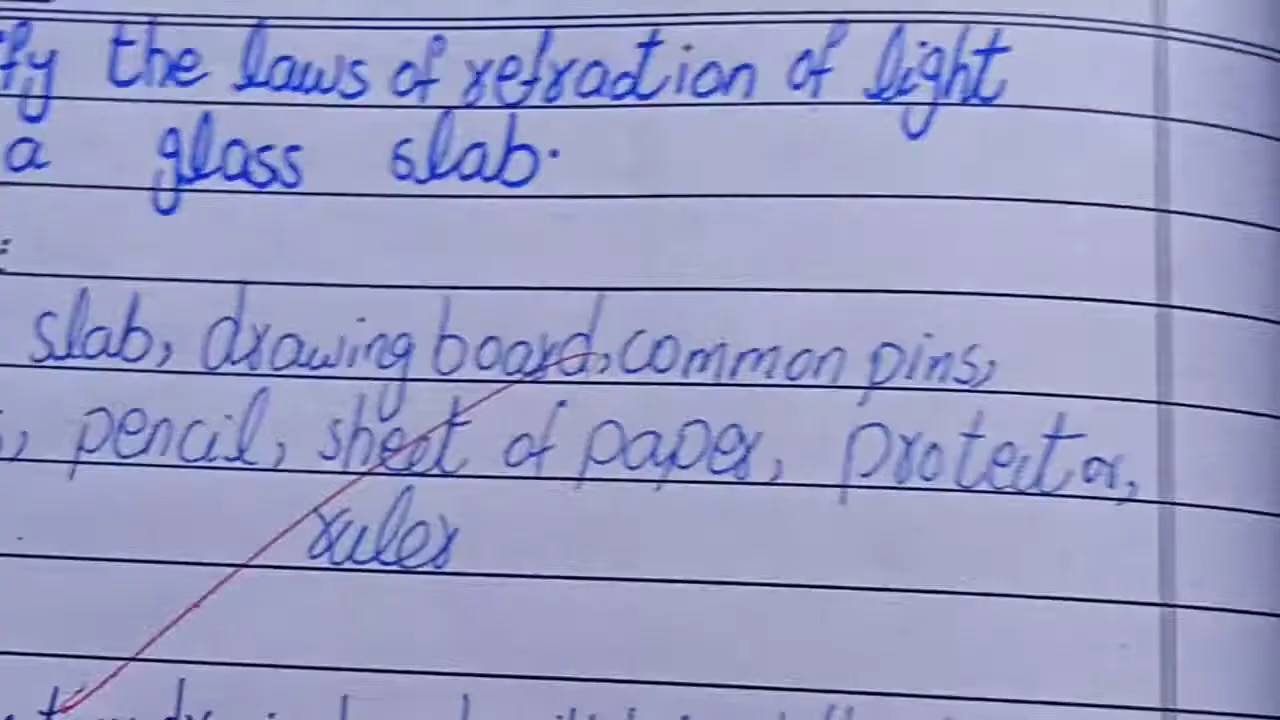 fy the laws of refraction of light
a glass slab.
:
slab, drawing board, common pins,
, pencil, sheet of paper, protector,
ruler